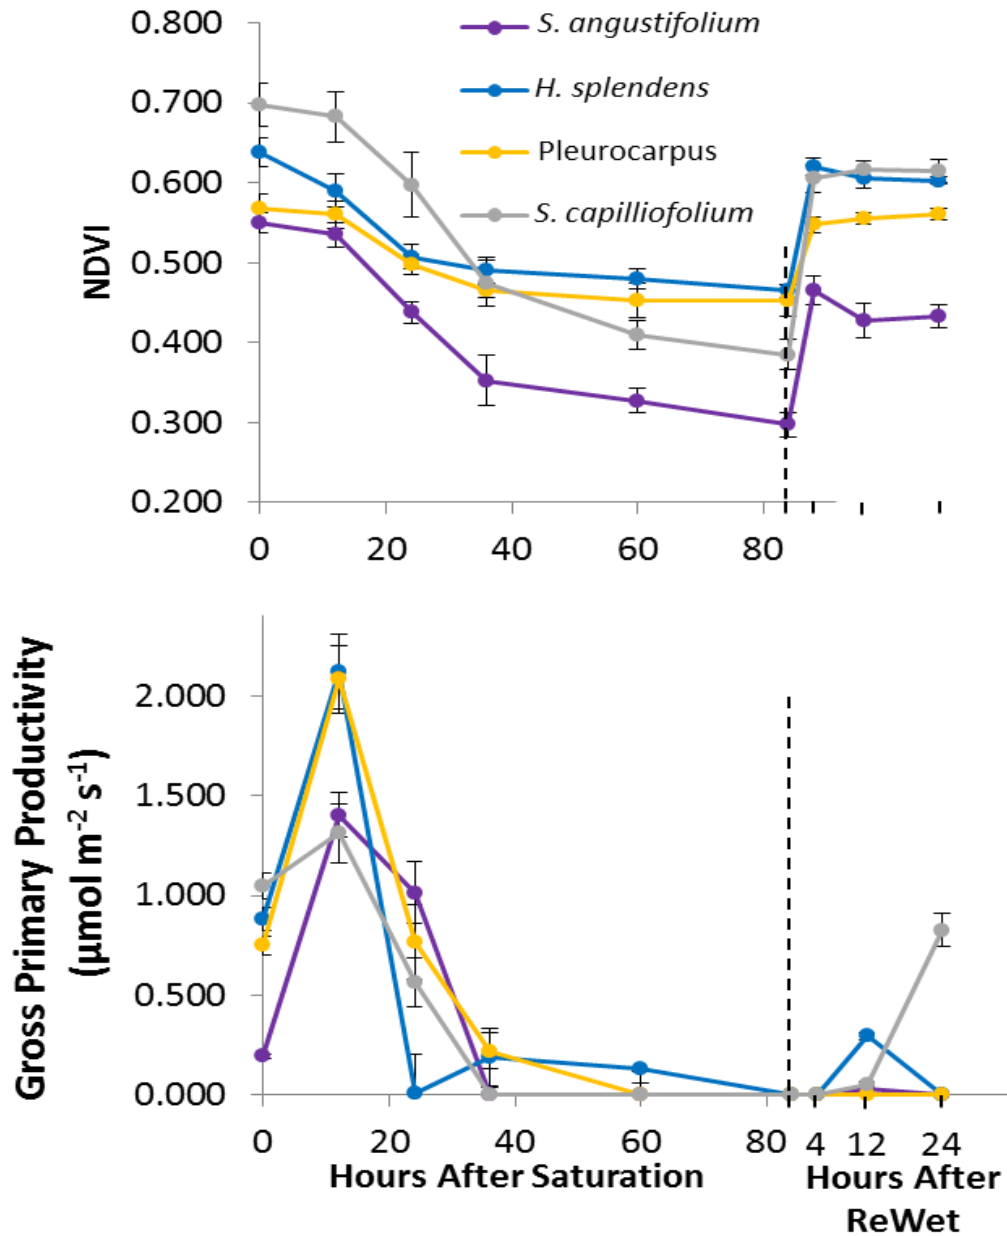 0.800
0.700
0.600
0.500
0.400
0.300
0.200
NDVI
S. angustifolium
H. splendens
Pleurocarpus
S. capilliofolium
0 20 40 60 80
Gross Primary Productivity
(µmol m⁻² s⁻¹)
2.000
1.500
1.000
0.500
0.000
0 20 40 60 80 4 12 24
Hours After Saturation
Hours After
ReWet